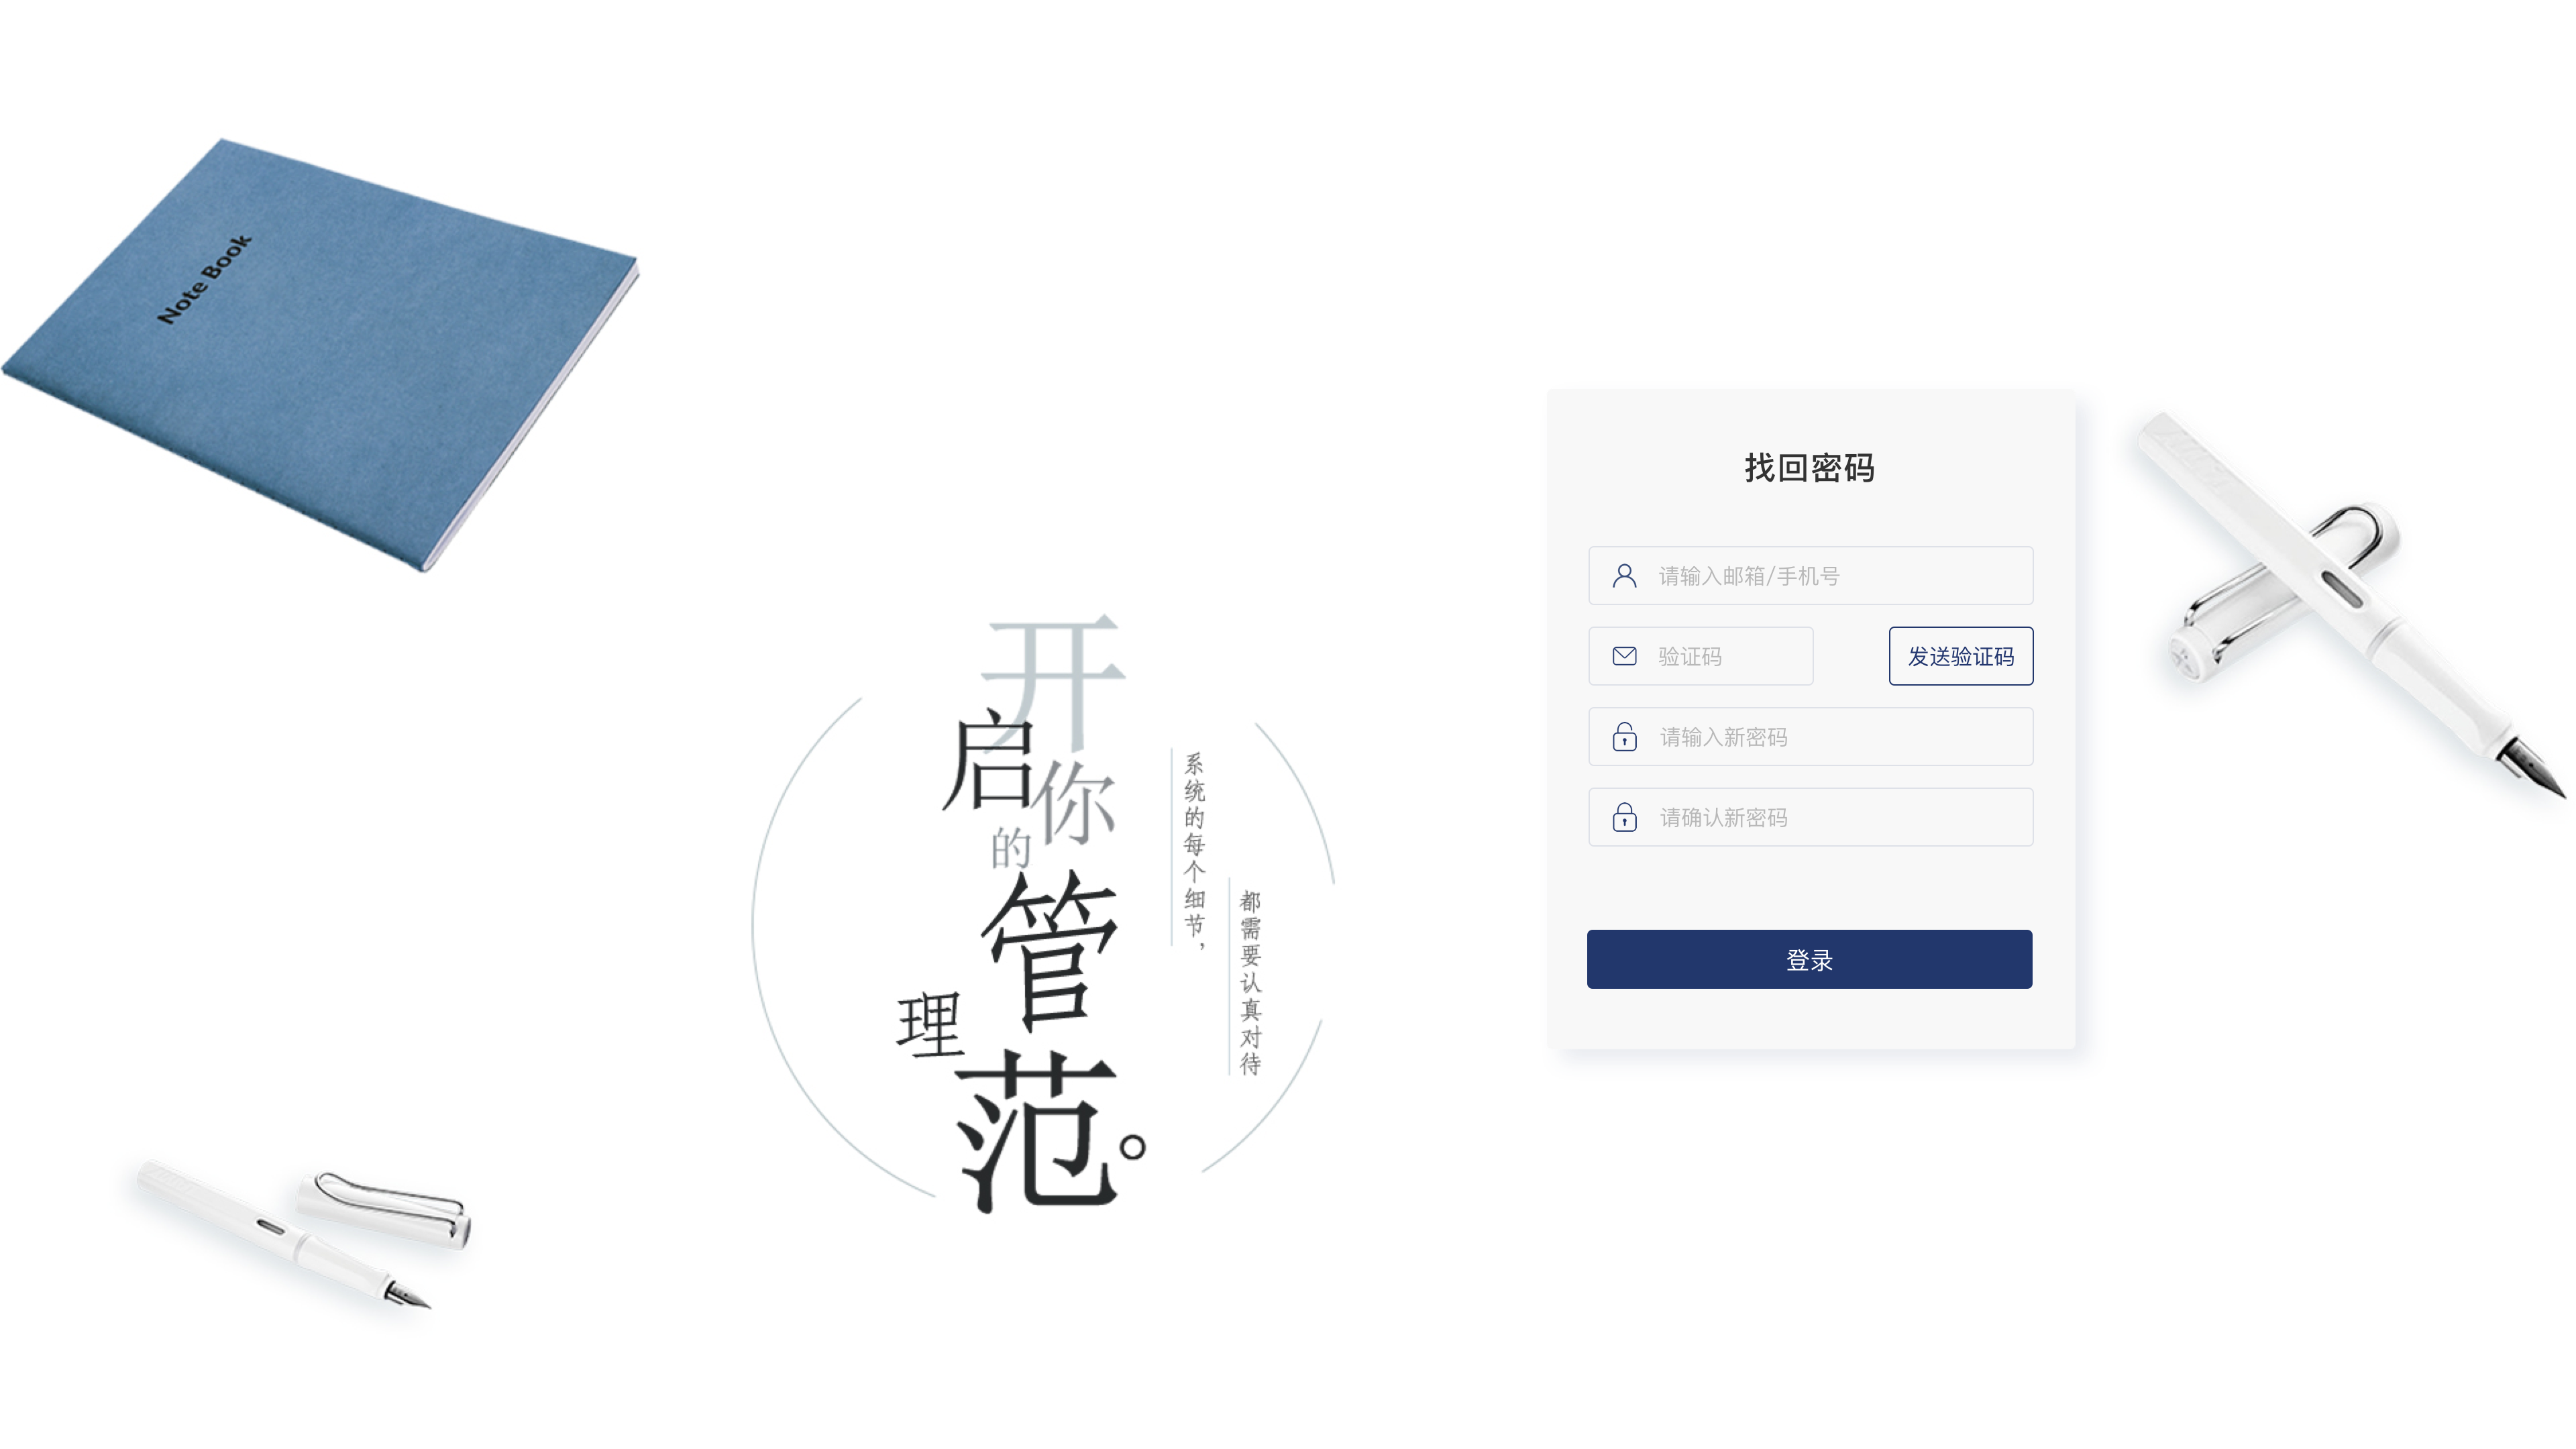 Note Book
开启你的管理范。
系统的每个细节，
都需要认真对待
找回密码
请输入邮箱/手机号
验证码
发送验证码
请输入新密码
请确认新密码
登录